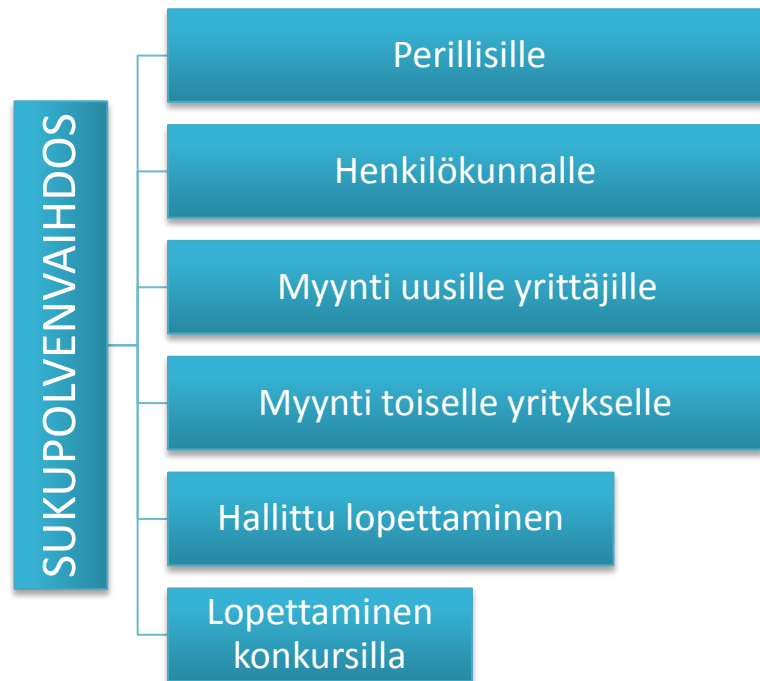 SUKUPOLVENVAIHDOS
Perillisille
Henkilökunnalle
Myynti uusille yrittäjille
Myynti toiselle yritykselle
Hallittu lopettaminen
Lopettaminen
konkursilla